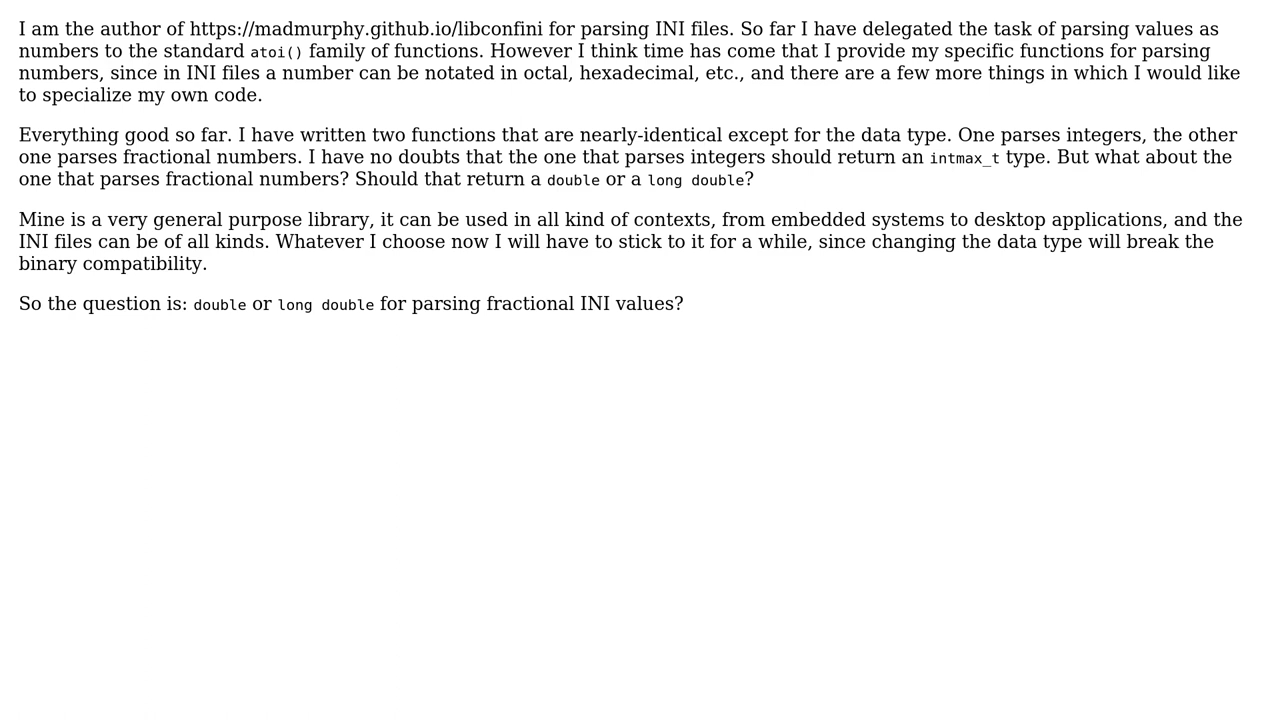 I am the author of https://madmurphy.github.io/libconfini for parsing INI files. So far I have delegated the task of parsing values as
numbers to the standard atoi() family of functions. However I think time has come that I provide my specific functions for parsing
numbers, since in INI files a number can be notated in octal, hexadecimal, etc., and there are a few more things in which I would like
to specialize my own code.
Everything good so far. I have written two functions that are nearly-identical except for the data type. One parses integers, the other
one parses fractional numbers. I have no doubts that the one that parses integers should return an intmax_t type. But what about the
one that parses fractional numbers? Should that return a double or a long double?
Mine is a very general purpose library, it can be used in all kind of contexts, from embedded systems to desktop applications, and the
INI files can be of all kinds. Whatever I choose now I will have to stick to it for a while, since changing the data type will break the
binary compatibility.
So the question is: double or long double for parsing fractional INI values?